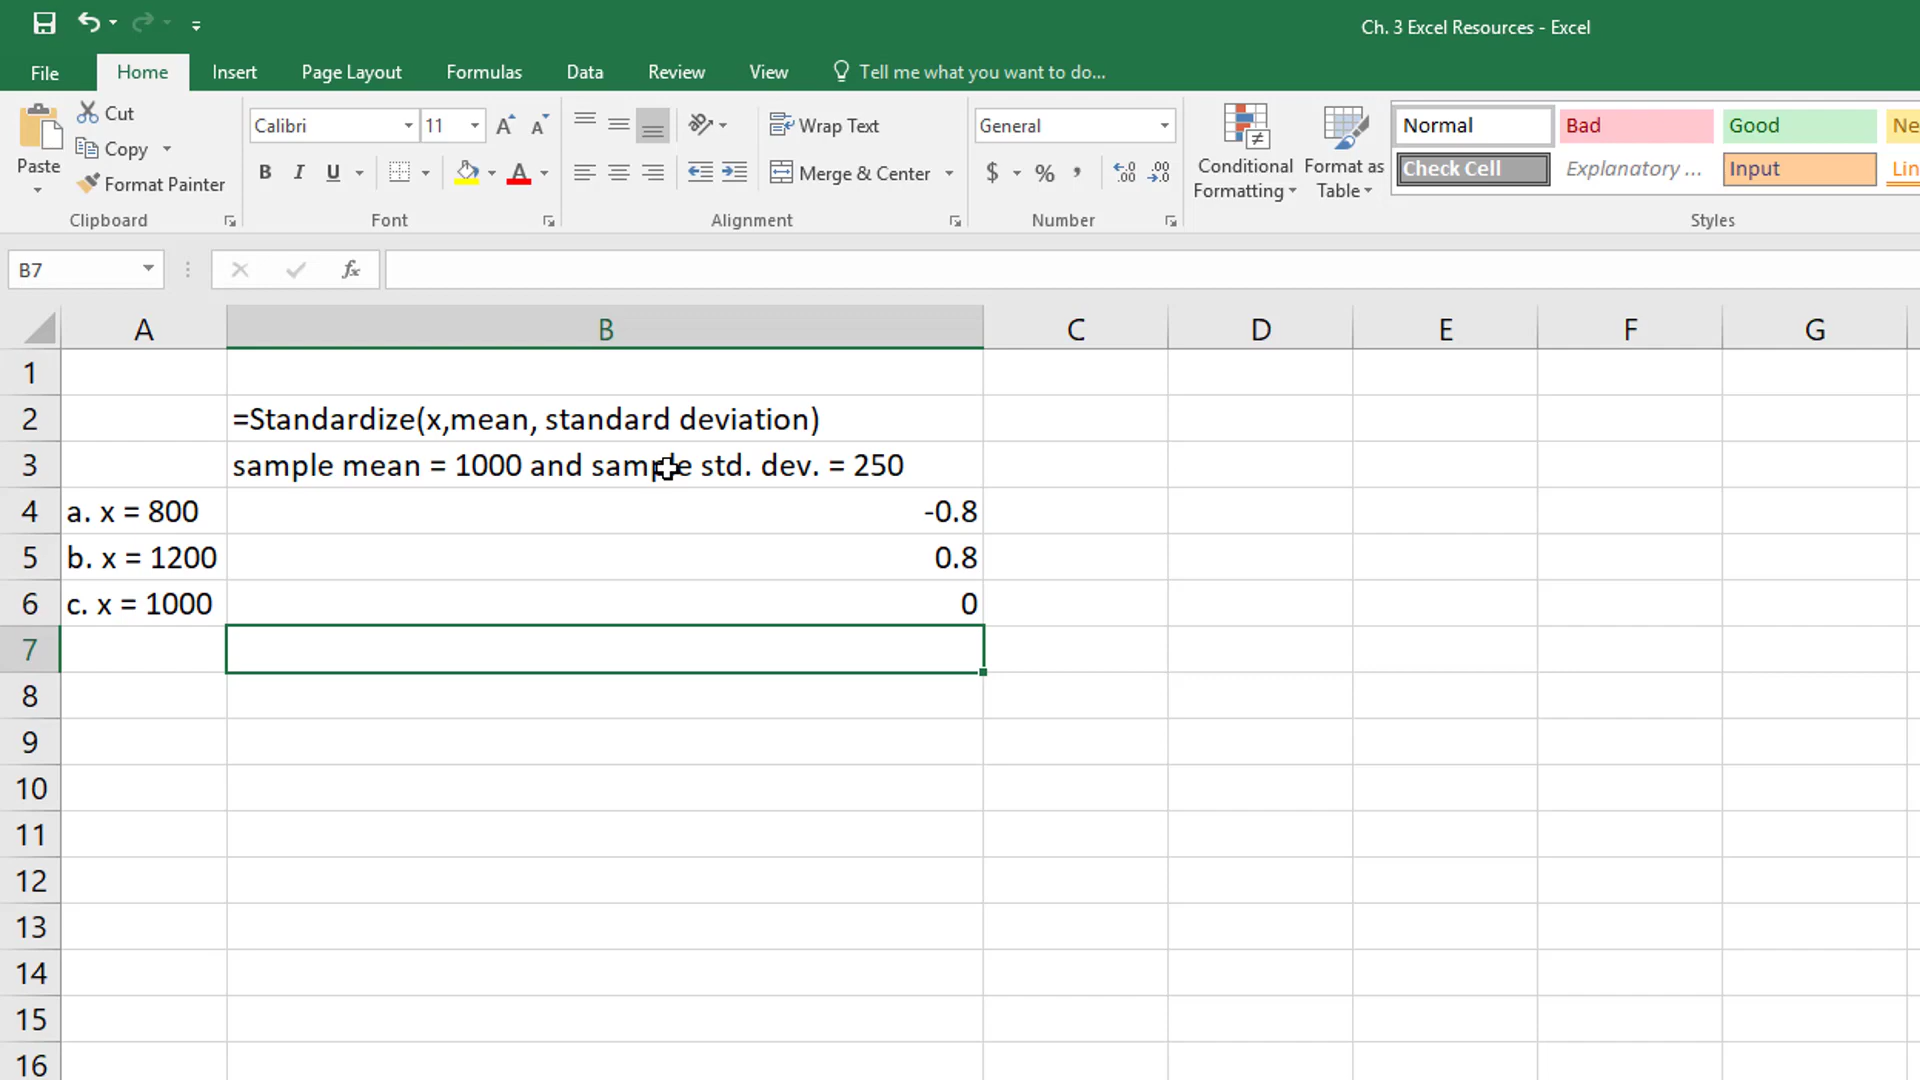 Ch. 3 Excel Resources - Excel
File Home Insert Page Layout Formulas Data Review View Tell me what you want to do...
Paste
Cut
Copy
Format Painter
Clipboard
Calibri 11
B I U
Font
Wrap Text
Merge & Center
Alignment
General
$ % ,
Number
Conditional Formatting
Format as Table
Normal Bad Good Ne
Check Cell Explanatory ... Input Lin
Styles
B7 fx
A B C D E F G
1
2 =Standardize(x,mean, standard deviation)
3 sample mean = 1000 and sample std. dev. = 250
4 a. x = 800 -0.8
5 b. x = 1200 0.8
6 c. x = 1000 0
7
8
9
10
11
12
13
14
15
16